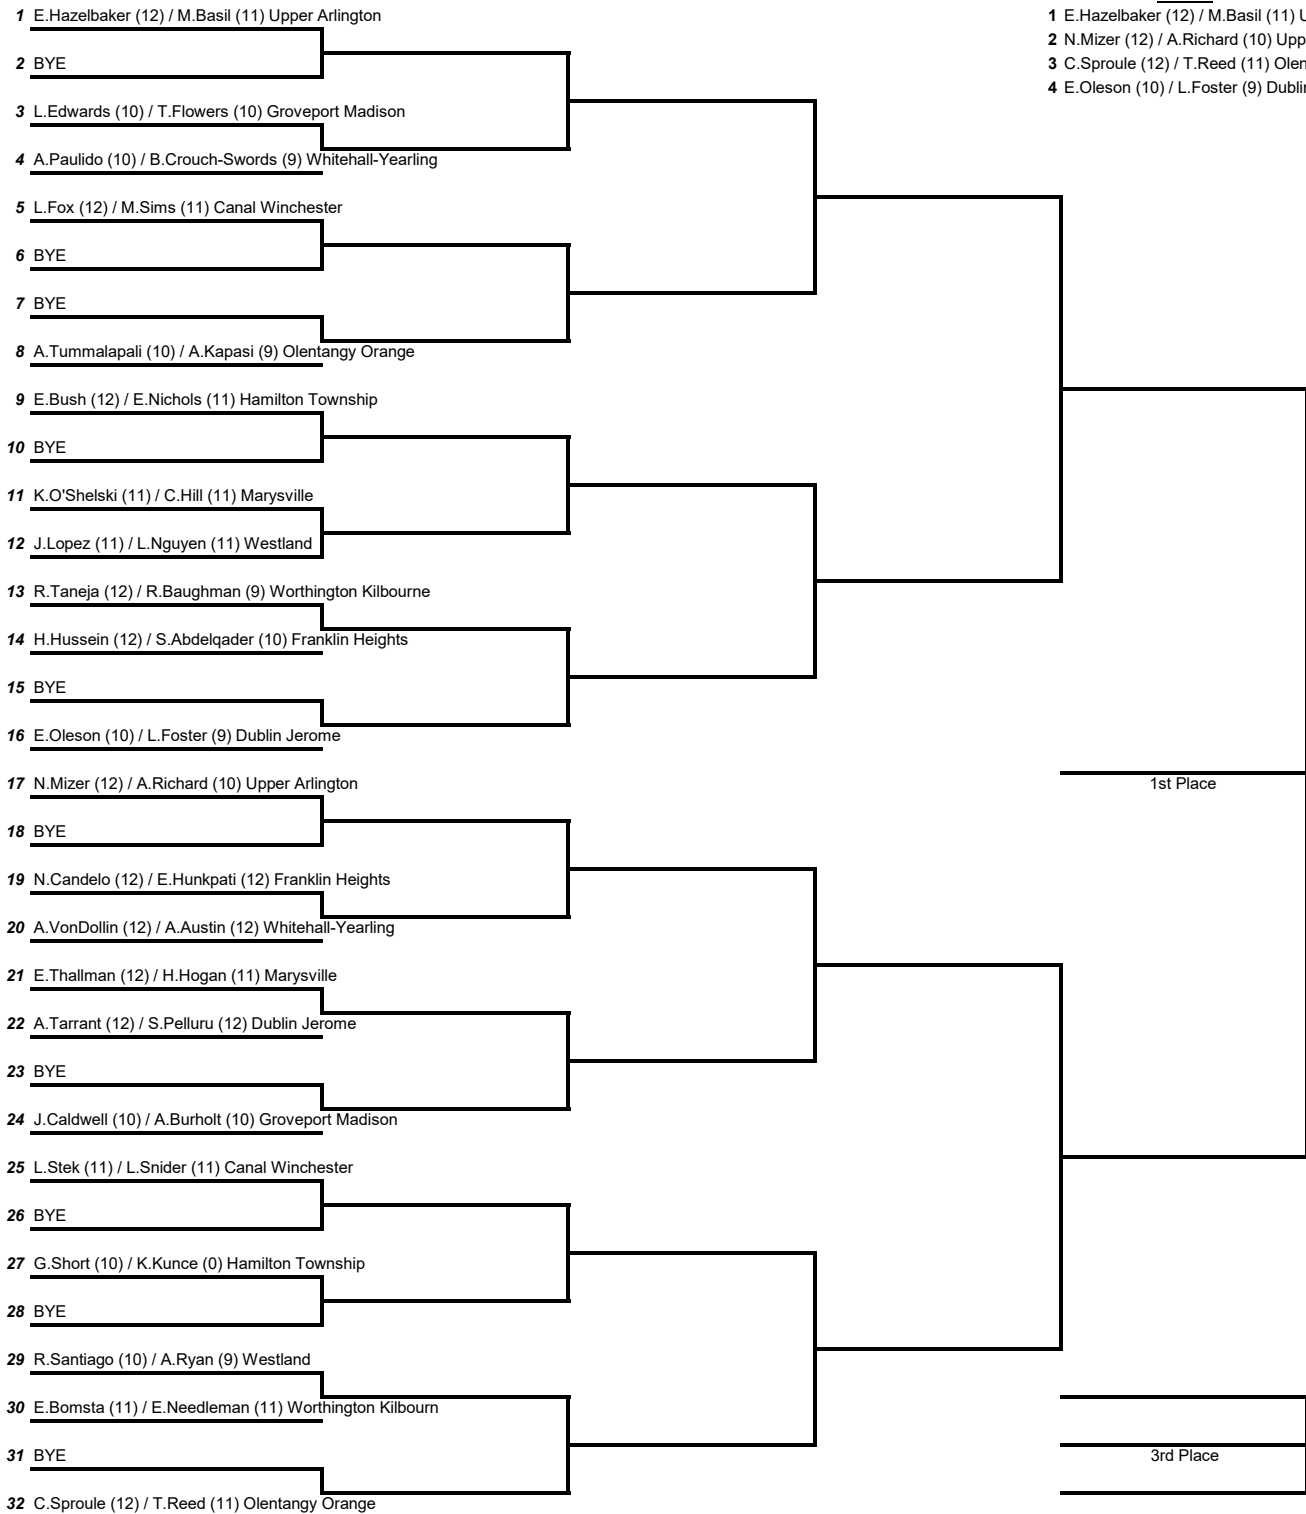 1 E.Hazelbaker (12) / M.Basil (11) Upper Arlington
2 BYE
3 L.Edwards (10) / T.Flowers (10) Groveport Madison
4 A.Paulido (10) / B.Crouch-Swords (9) Whitehall-Yearling
5 L.Fox (12) / M.Sims (11) Canal Winchester
6 BYE
7 BYE
8 A.Tummalapali (10) / A.Kapasi (9) Olentangy Orange
9 E.Bush (12) / E.Nichols (11) Hamilton Township
10 BYE
11 K.O'Shelski (11) / C.Hill (11) Marysville
12 J.Lopez (11) / L.Nguyen (11) Westland
13 R.Taneja (12) / R.Baughman (9) Worthington Kilbourne
14 H.Hussein (12) / S.Abdelqader (10) Franklin Heights
15 BYE
16 E.Oleson (10) / L.Foster (9) Dublin Jerome
17 N.Mizer (12) / A.Richard (10) Upper Arlington
18 BYE
19 N.Candelo (12) / E.Hunkpati (12) Franklin Heights
20 A.VonDollin (12) / A.Austin (12) Whitehall-Yearling
21 E.Thallman (12) / H.Hogan (11) Marysville
22 A.Tarrant (12) / S.Pelluru (12) Dublin Jerome
23 BYE
24 J.Caldwell (10) / A.Burholt (10) Groveport Madison
25 L.Stek (11) / L.Snider (11) Canal Winchester
26 BYE
27 G.Short (10) / K.Kunce (0) Hamilton Township
28 BYE
29 R.Santiago (10) / A.Ryan (9) Westland
30 E.Bomsta (11) / E.Needleman (11) Worthington Kilbourn
31 BYE
32 C.Sproule (12) / T.Reed (11) Olentangy Orange
1 E.Hazelbaker (12) / M.Basil (11) U
2 N.Mizer (12) / A.Richard (10) Upp
3 C.Sproule (12) / T.Reed (11) Olen
4 E.Oleson (10) / L.Foster (9) Dublin
1st Place
3rd Place